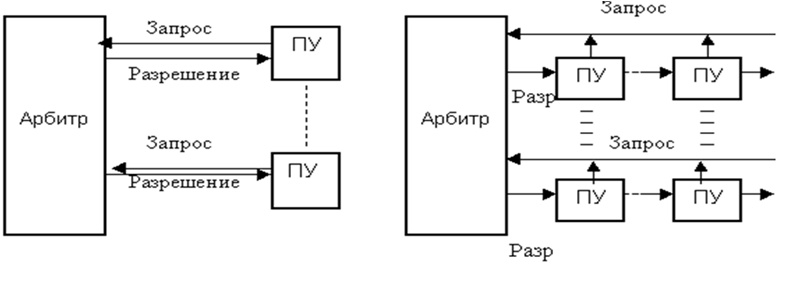 Запрос
ПУ
Разрешение
Арбитр
Запрос
ПУ
Разрешение
Запрос
ПУ
ПУ
Разр
Арбитр
Запрос
ПУ
ПУ
Разр